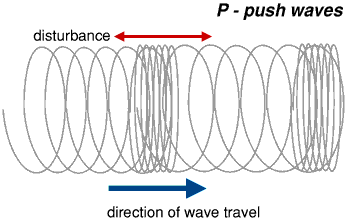 P - push waves
disturbance
direction of wave travel